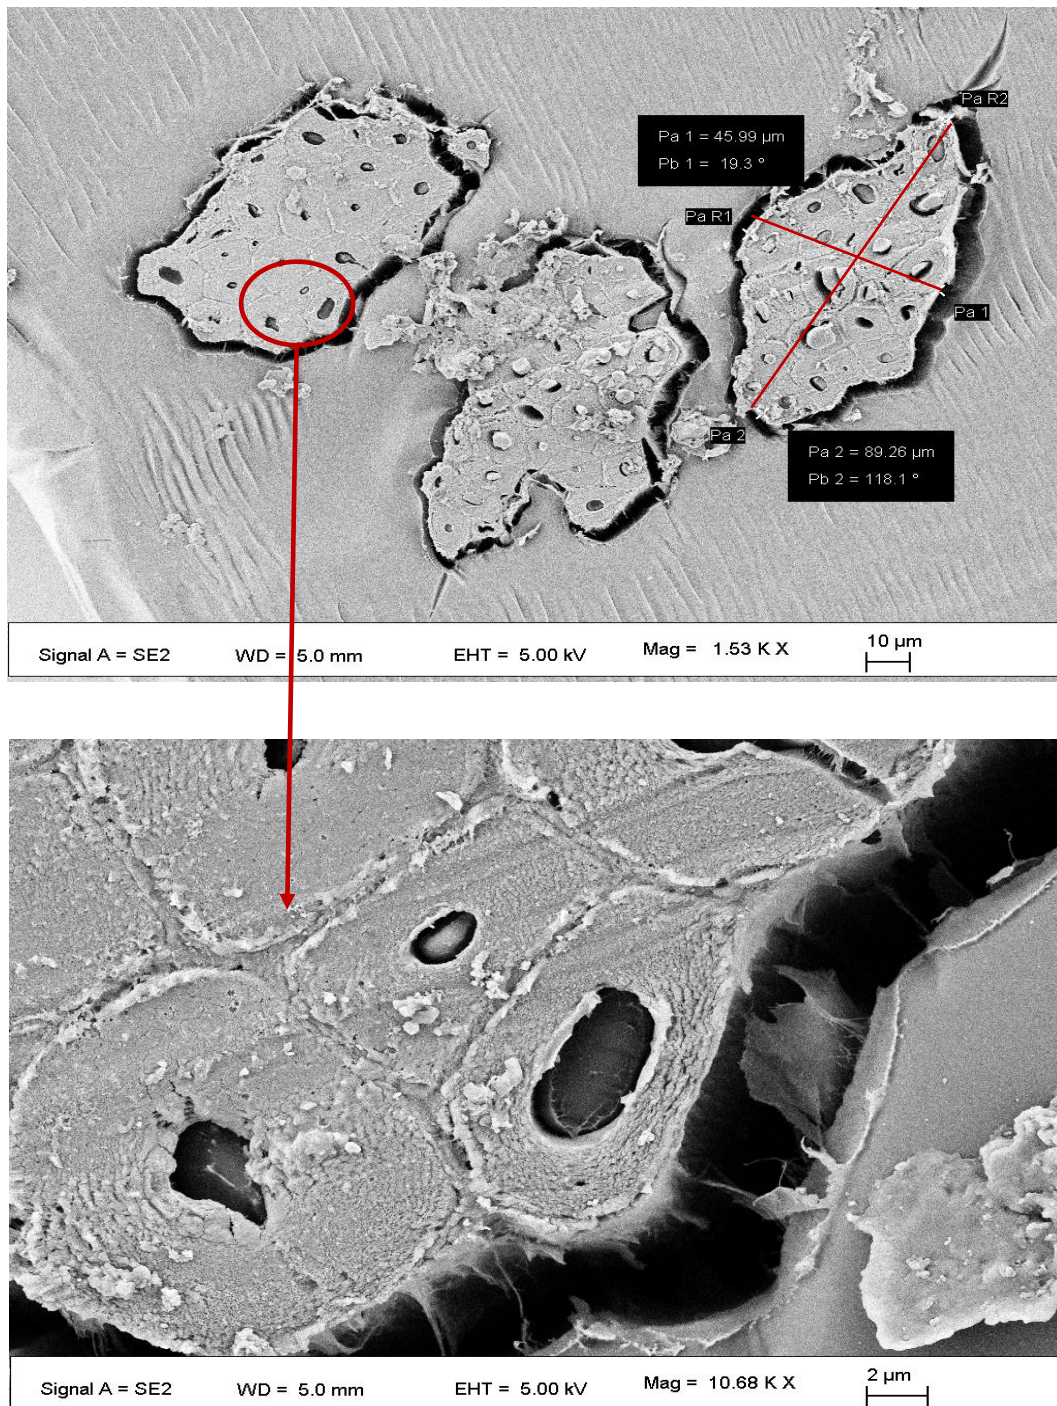 Pa R2
Pa 1 = 45.99 µm
Pb 1 = 19.3 °
Pa R1
Pa 1
Pa 2
Pa 2 = 89.26 µm
Pb 2 = 118.1 °
Signal A = SE2 WD = 5.0 mm EHT = 5.00 kV Mag = 1.53 K X 10 µm
Signal A = SE2 WD = 5.0 mm EHT = 5.00 kV Mag = 10.68 K X 2 µm